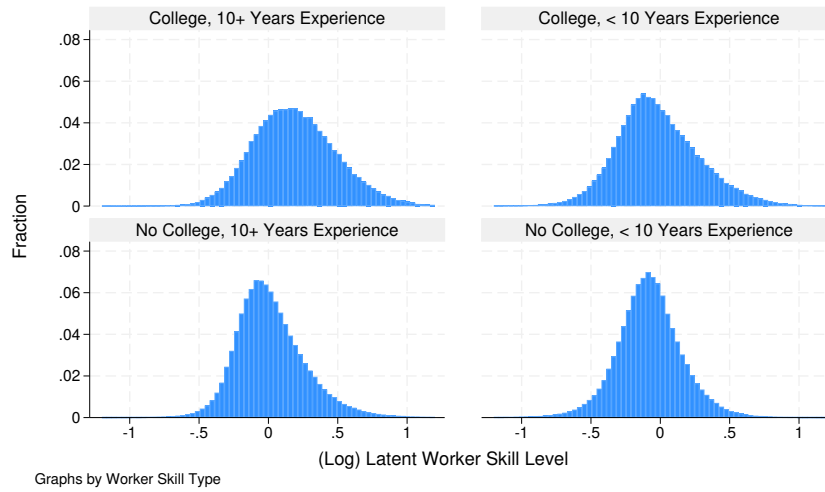 College, 10+ Years Experience
College, < 10 Years Experience
.08
.06
.04
.02
0
No College, 10+ Years Experience
No College, < 10 Years Experience
.08
.06
.04
.02
0
-1 -.5 0 .5 1
-1 -.5 0 .5 1
Fraction
(Log) Latent Worker Skill Level
Graphs by Worker Skill Type